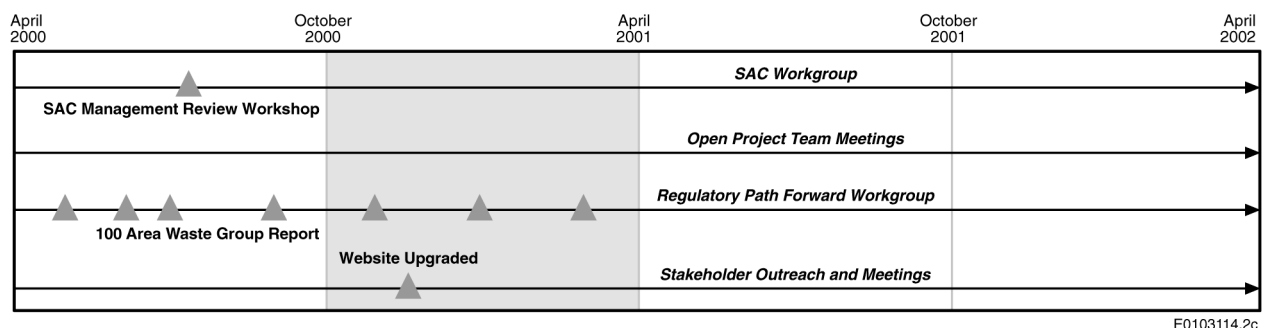 April
2000
October
2000
April
2001
October
2001
April
2002
SAC Workgroup
SAC Management Review Workshop
Open Project Team Meetings
Regulatory Path Forward Workgroup
100 Area Waste Group Report
Website Upgraded
Stakeholder Outreach and Meetings
E0103114.2c